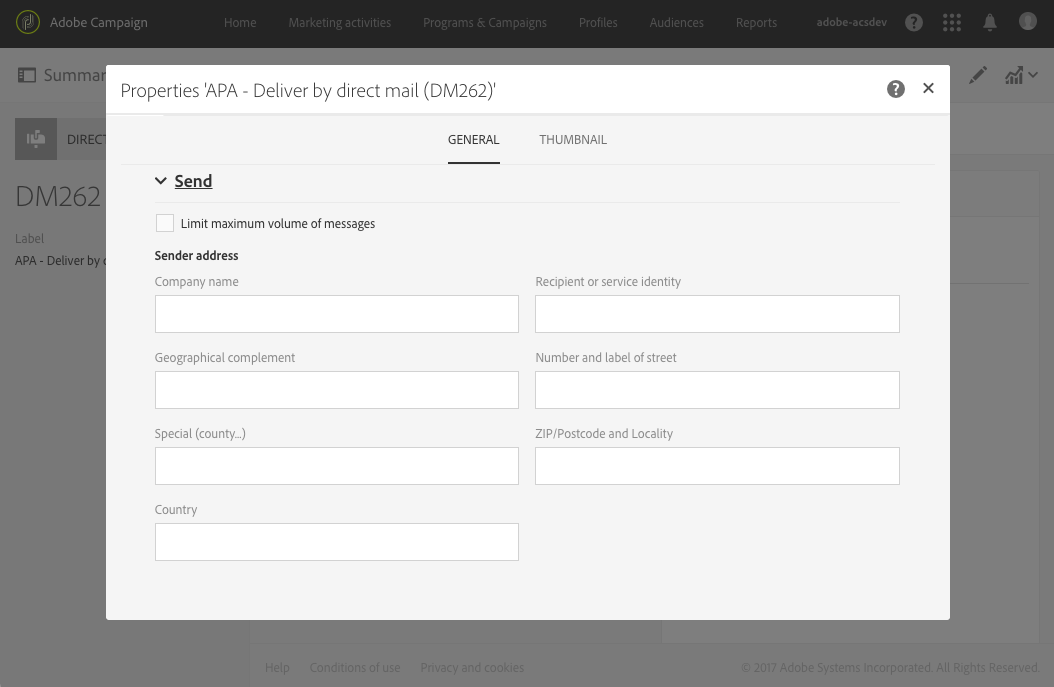 Adobe Campaign Home Marketing activities Programs & Campaigns Profiles Audiences Reports adobe-acsdev ?
Summar
Properties 'APA - Deliver by direct mail (DM262)' ?
DIRECT
GENERAL THUMBNAIL
DM262
Label
APA - Deliver by d
Send
Limit maximum volume of messages
Sender address
Company name Recipient or service identity
Geographical complement Number and label of street
Special (county...) ZIP/Postcode and Locality
Country
Help Conditions of use Privacy and cookies © 2017 Adobe Systems Incorporated. All Rights Reserved.